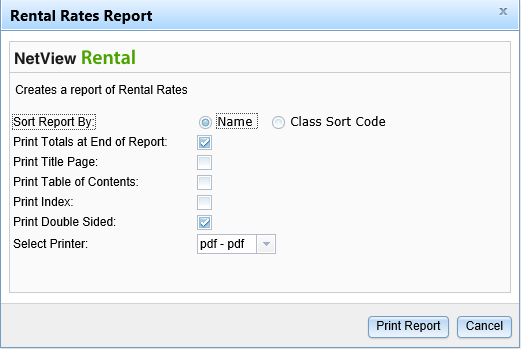 Rental Rates Report x
NetView Rental
Creates a report of Rental Rates
Sort Report By: Name Class Sort Code
Print Totals at End of Report:
Print Title Page:
Print Table of Contents:
Print Index:
Print Double Sided:
Select Printer: pdf - pdf
Print Report Cancel